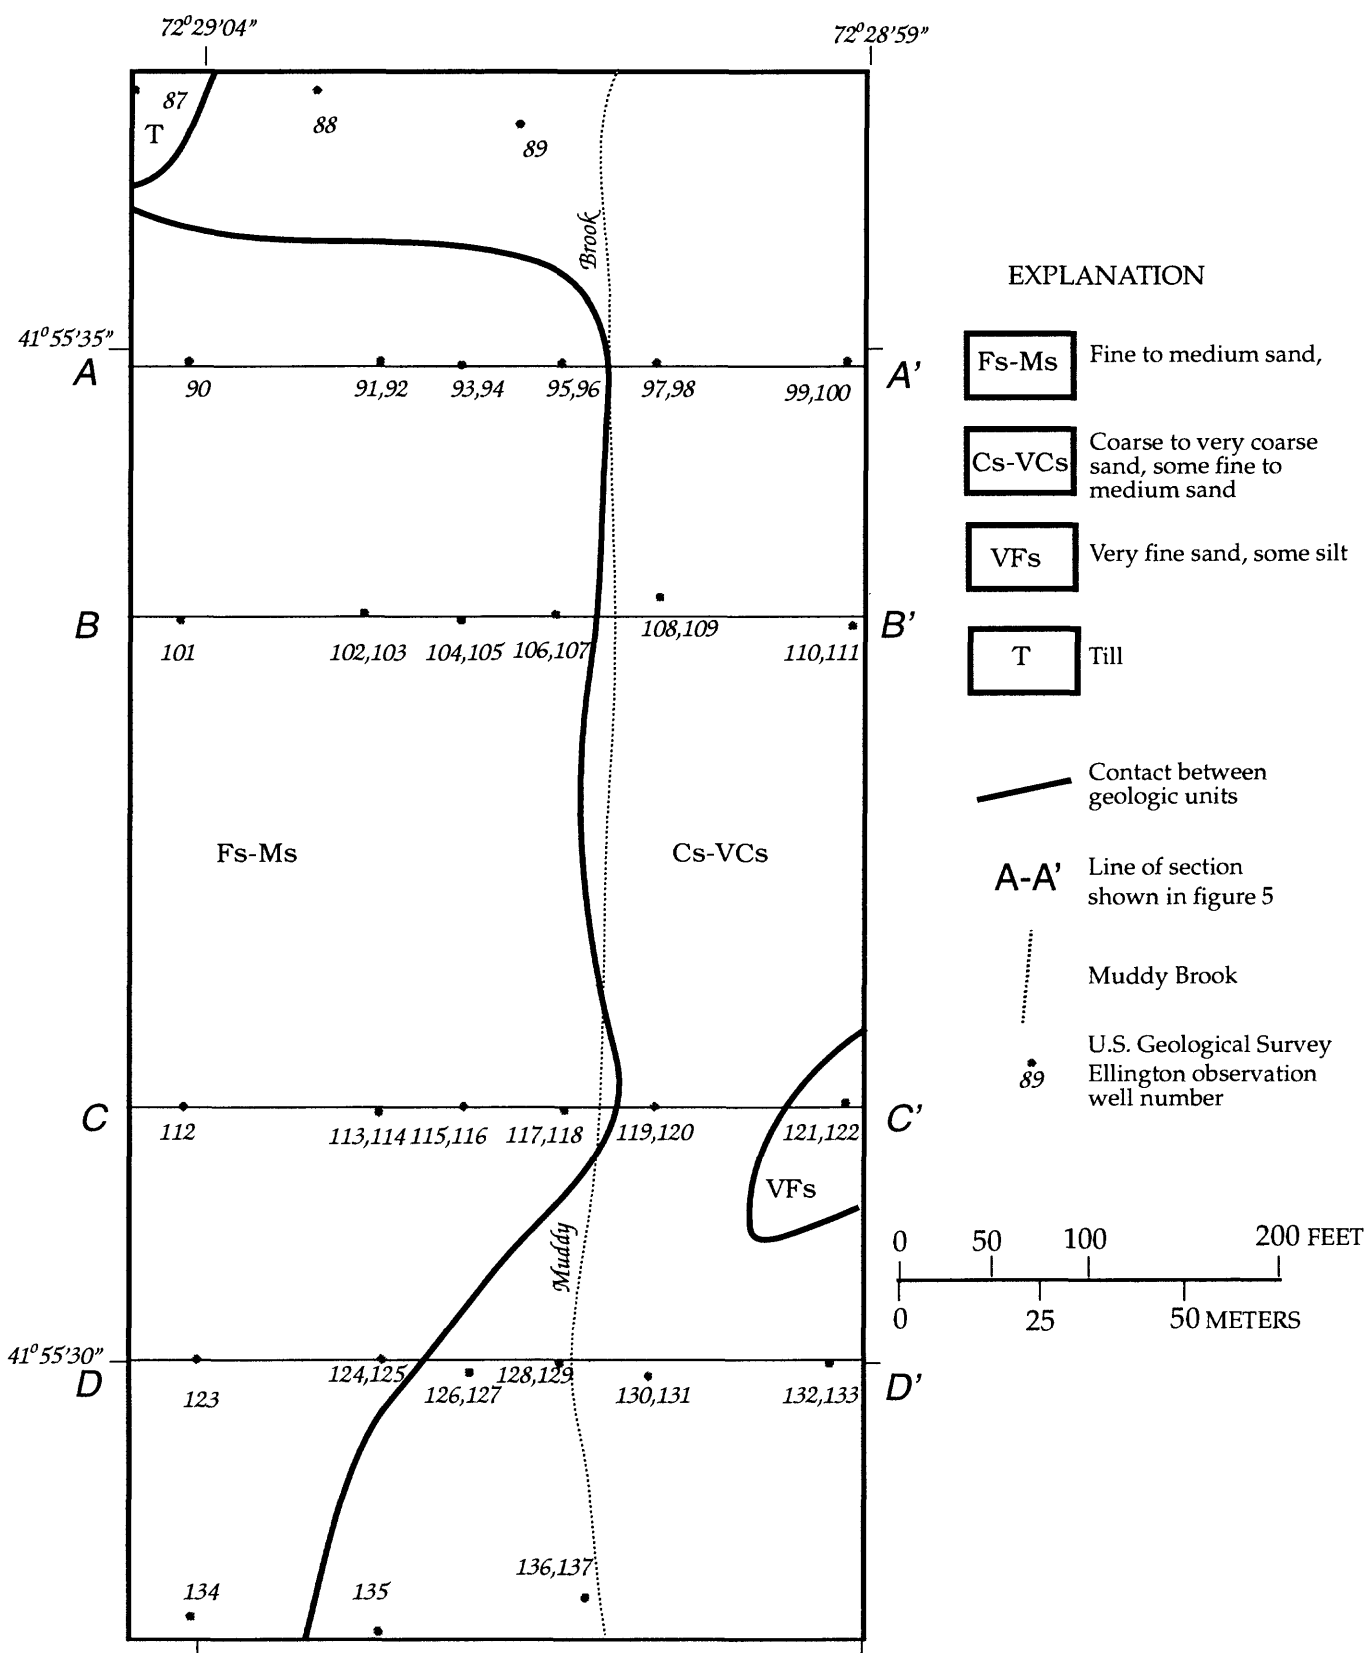 72°29'04" 72°28'59"
87
T
88
89
Brook
EXPLANATION
Fs-Ms Fine to medium sand,
Cs-VCs Coarse to very coarse
sand, some fine to
medium sand
VFs Very fine sand, some silt
T Till
Contact between
geologic units
A-A' Line of section
shown in figure 5
Muddy Brook
89 U.S. Geological Survey
Ellington observation
well number
41°55'35"
A A'
90 91,92 93,94 95,96 97,98 99,100
B B'
101 102,103 104,105 106,107 108,109 110,111
Fs-Ms Cs-VCs
C C'
112 113,114 115,116 117,118 119,120 121,122
VFs
Muddy
0 50 100 200 FEET
0 25 50 METERS
41°55'30"
D D'
123 124,125 126,127 128,129 130,131 132,133
134 135 136,137